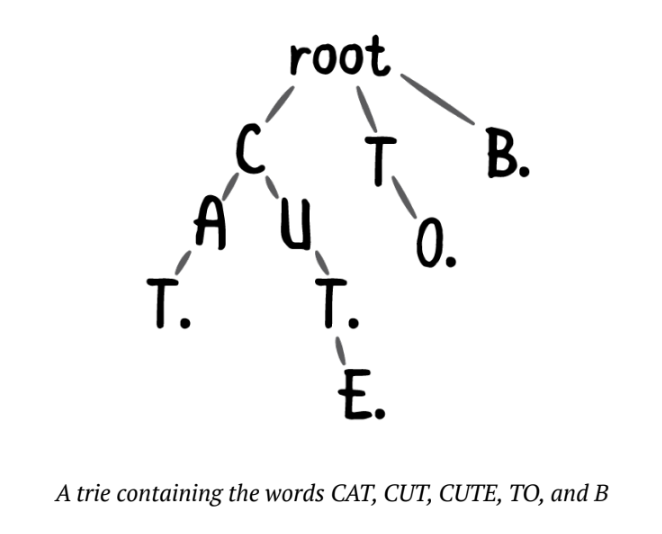 root
C T B.
A U O.
T. T.
E.
A trie containing the words CAT, CUT, CUTE, TO, and B